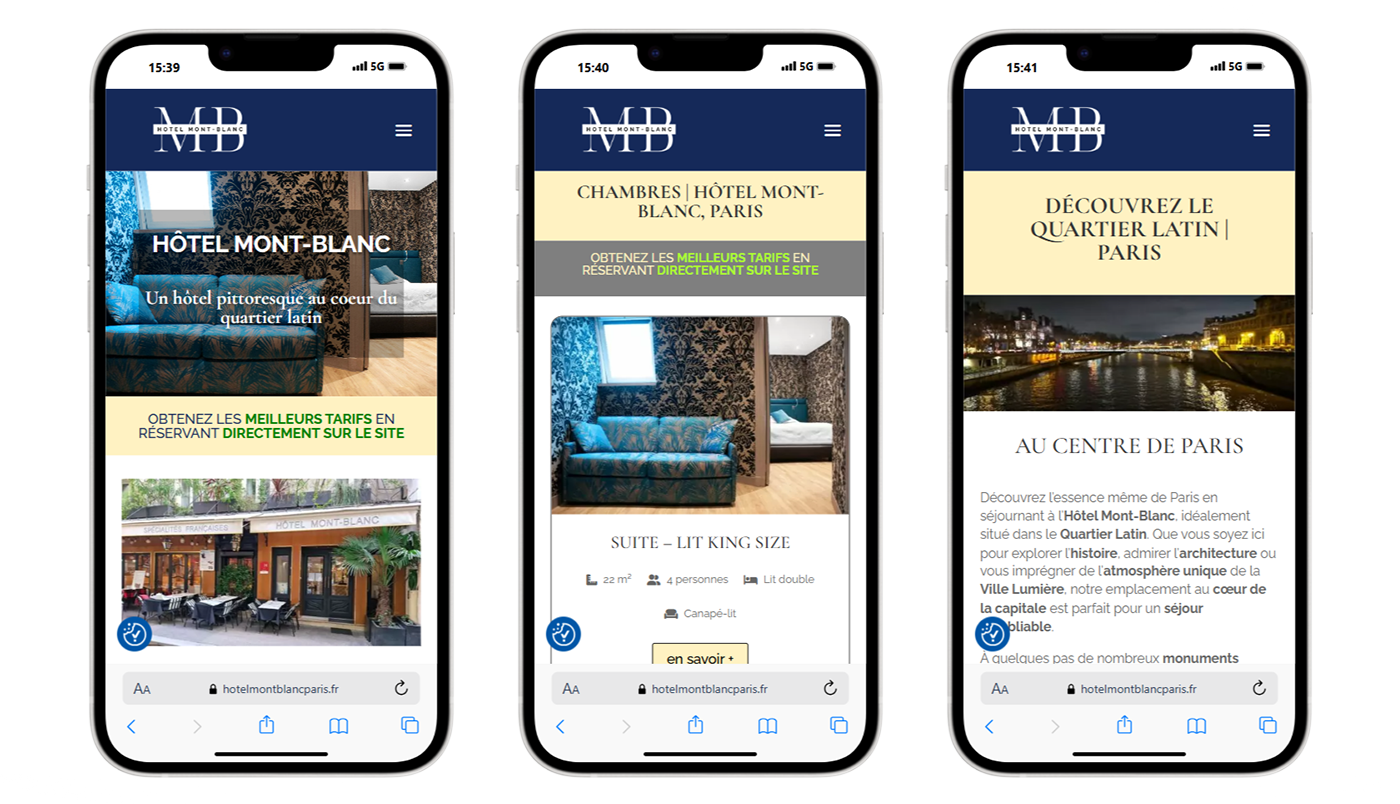 15:39
5G
MB
HOTEL MONT-BLANC
HÔTEL MONT-BLANC
Un hôtel pittoresque au coeur du
quartier latin
OBTENEZ LES MEILLEURS TARIFS EN
RÉSERVANT DIRECTEMENT SUR LE SITE
SPÉCIALITÉS FRANÇAISES
HÔTEL MONT-BLANC
AA
hotelmontblancparis.fr
15:40
5G
MB
HOTEL MONT-BLANC
CHAMBRES | HÔTEL MONT-
BLANC, PARIS
OBTENEZ LES MEILLEURS TARIFS EN
RÉSERVANT DIRECTEMENT SUR LE SITE
SUITE – LIT KING SIZE
22 m² 4 personnes Lit double
Canapé-lit
en savoir +
AA
hotelmontblancparis.fr
15:41
5G
MB
HOTEL MONT-BLANC
DÉCOUVREZ LE
QUARTIER LATIN |
PARIS
AU CENTRE DE PARIS
Découvrez l'essence même de Paris en
séjournant à l'Hôtel Mont-Blanc, idéalement
situé dans le Quartier Latin. Que vous soyez ici
pour explorer l'histoire, admirer l'architecture ou
vous imprégner de l'atmosphère unique de la
Ville Lumière, notre emplacement au cœur de
la capitale est parfait pour un séjour
bliable.
À quelques pas de nombreux monuments
AA
hotelmontblancparis.fr